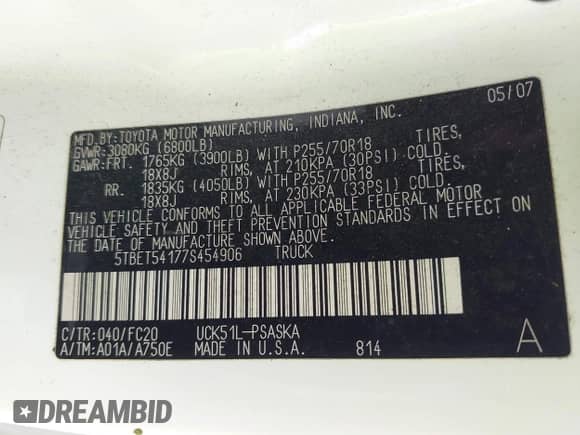 05/07
MFD.BY:TOYOTA MOTOR MANUFACTURING, INDIANA, INC.
GVWR:3080KG (6800LB)
GAWR:FRT. 1765KG (3900LB) WITH P255/70R18 TIRES,
18X8J RIMS, AT 210KPA (30PSI) COLD.
RR. 1835KG (4050LB) WITH P255/70R18 TIRES,
18X8J RIMS, AT 230KPA (33PSI) COLD.
THIS VEHICLE CONFORMS TO ALL APPLICABLE FEDERAL MOTOR
VEHICLE SAFETY AND THEFT PREVENTION STANDARDS IN EFFECT ON
THE DATE OF MANUFACTURE SHOWN ABOVE.
5TBET54177S454906 TRUCK
C/TR:040/FC20 UCK51L-PSASKA
A/TM:A01A/A750E MADE IN U.S.A. 814 A
DREAMBID